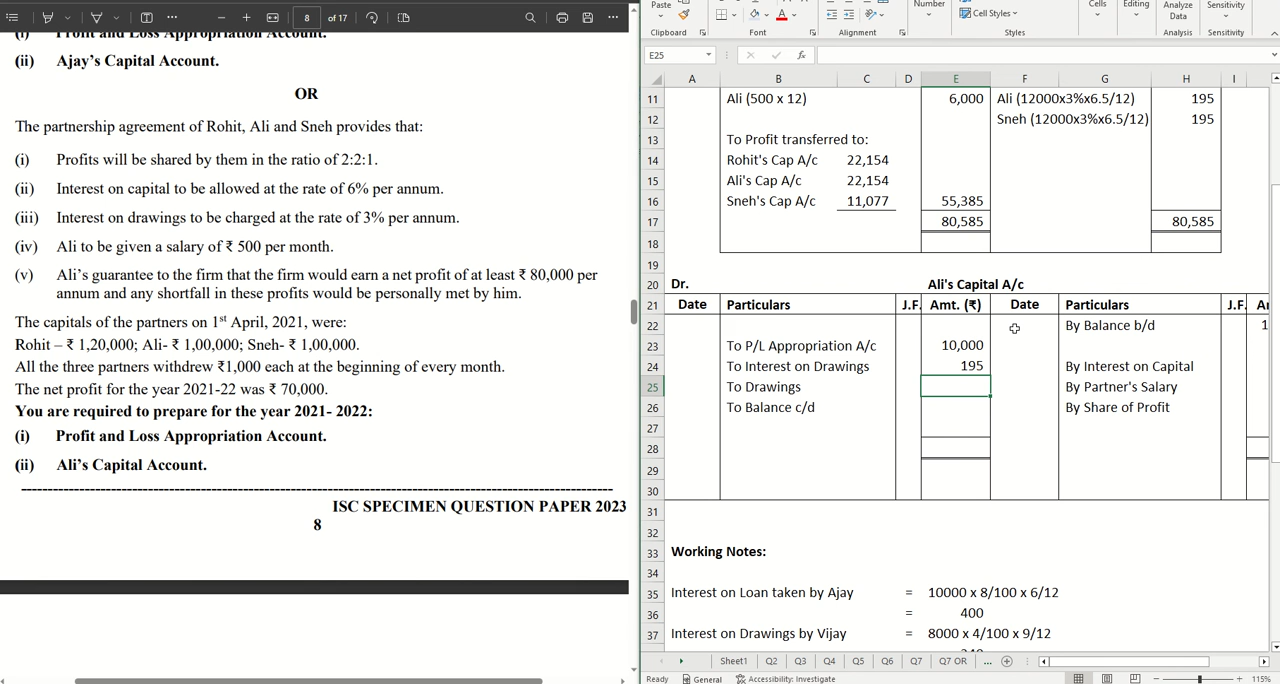 8 of 17
(i) Profit and Loss Appropriation Account.
(ii) Ajay's Capital Account.
OR
The partnership agreement of Rohit, Ali and Sneh provides that:
(i) Profits will be shared by them in the ratio of 2:2:1.
(ii) Interest on capital to be allowed at the rate of 6% per annum.
(iii) Interest on drawings to be charged at the rate of 3% per annum.
(iv) Ali to be given a salary of ₹ 500 per month.
(v) Ali's guarantee to the firm that the firm would earn a net profit of at least ₹ 80,000 per
annum and any shortfall in these profits would be personally met by him.
The capitals of the partners on 1st April, 2021, were:
Rohit – ₹ 1,20,000; Ali- ₹ 1,00,000; Sneh- ₹ 1,00,000.
All the three partners withdrew ₹1,000 each at the beginning of every month.
The net profit for the year 2021-22 was ₹ 70,000.
You are required to prepare for the year 2021- 2022:
(i) Profit and Loss Appropriation Account.
(ii) Ali's Capital Account.
ISC SPECIMEN QUESTION PAPER 2023
8
Paste Number Cell Styles Cells Editing Analyze Data Sensitivity
Clipboard Font Alignment Styles Analysis Sensitivity
E25 fx
A B C D E F G H I
11 Ali (500 x 12) 6,000 Ali (12000x3%x6.5/12) 195
12 Sneh (12000x3%x6.5/12) 195
13 To Profit transferred to:
14 Rohit's Cap A/c 22,154
15 Ali's Cap A/c 22,154
16 Sneh's Cap A/c 11,077 55,385
17 80,585 80,585
18
19
20 Dr. Ali's Capital A/c
21 Date Particulars J.F. Amt. (₹) Date Particulars J.F.
22 By Balance b/d 1
23 To P/L Appropriation A/c 10,000
24 To Interest on Drawings 195 By Interest on Capital
25 To Drawings By Partner's Salary
26 To Balance c/d By Share of Profit
27
28
29
30
31
32
33 Working Notes:
34
35 Interest on Loan taken by Ajay = 10000 x 8/100 x 6/12
36 = 400
37 Interest on Drawings by Vijay = 8000 x 4/100 x 9/12
Sheet1 Q2 Q3 Q4 Q5 Q6 Q7 Q7 OR ...
Ready General Accessibility: Investigate 115%